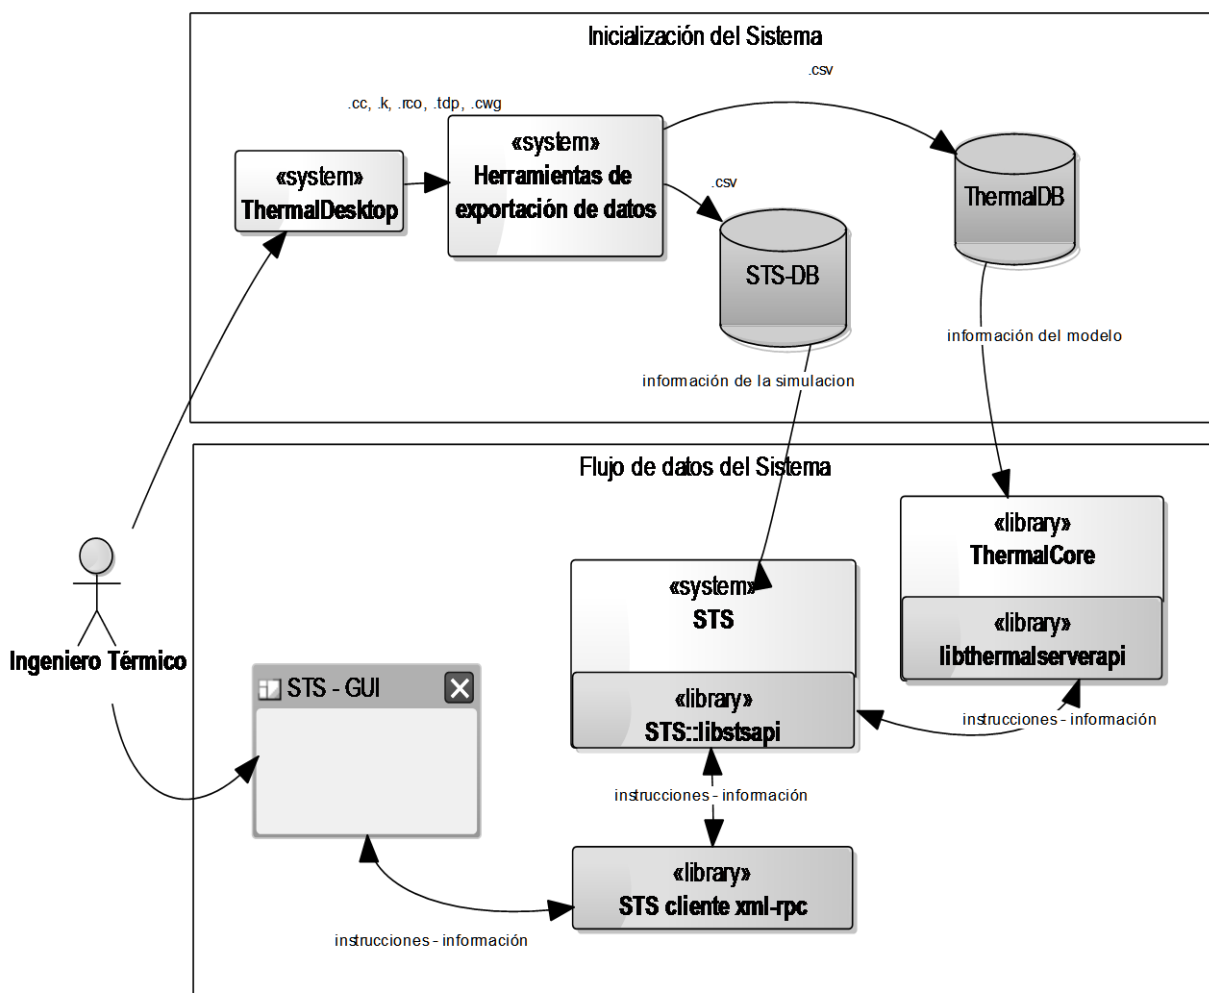 Inicialización del Sistema
.csv
.cc, .k, .rco, .tdp, .cwg
«system»
Herramientas de
exportación de datos
«system»
ThermalDesktop
.csv
ThermalDB
STS-DB
información del modelo
información de la simulacion
Flujo de datos del Sistema
«library»
ThermalCore
«library»
libthermalserverapi
«system»
STS
«library»
STS::libstsapi
Ingeniero Térmico
STS - GUI
instrucciones - información
instrucciones - información
«library»
STS cliente xml-rpc
instrucciones - información